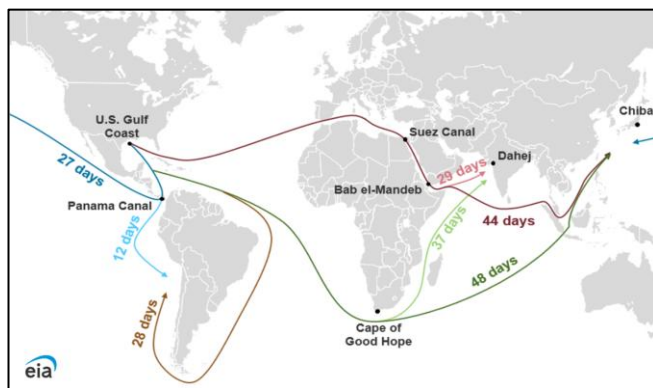 U.S. Gulf
Coast
27 days
Panama Canal
12 days
28 days
Suez Canal
Bab el-Mandeb
29 days
Dahej
37 days
44 days
48 days
Cape of
Good Hope
Chiba
eia